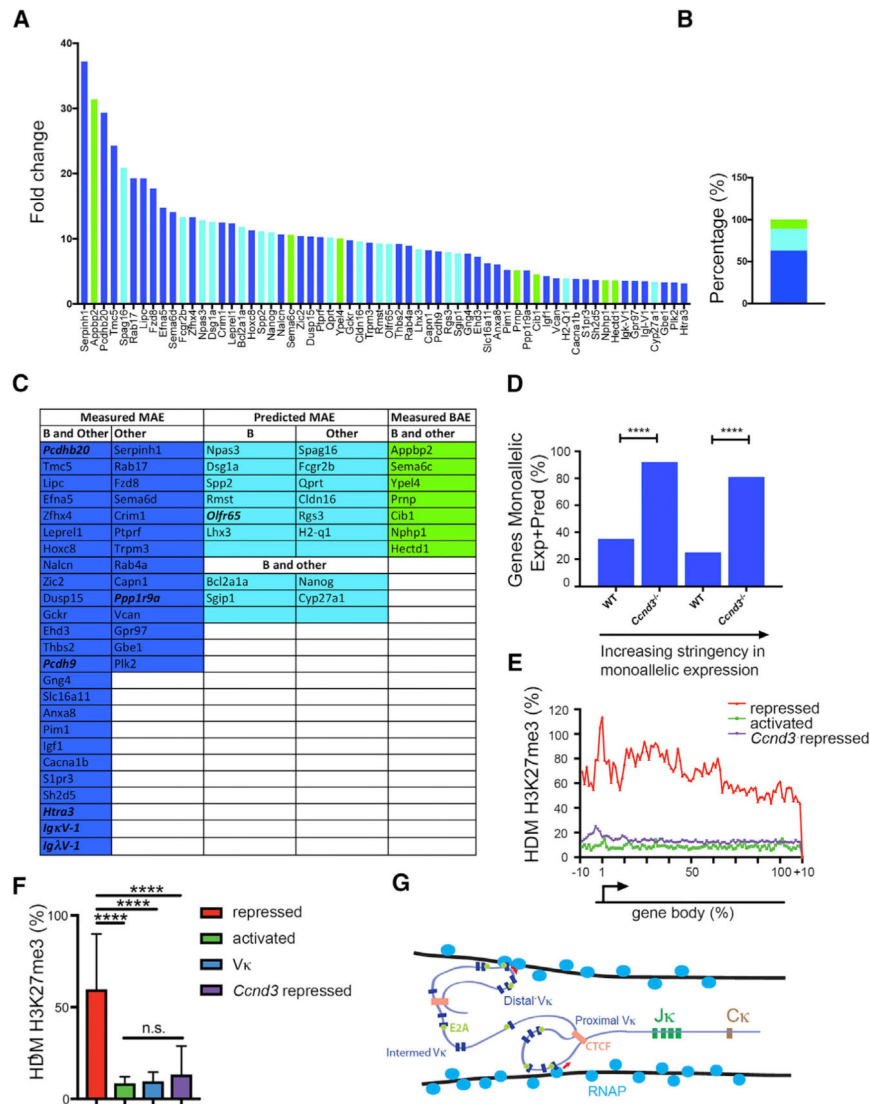 A
B
Fold change
40
30
20
10
0
Serpinh1
Appbp2
Pcdhb20
Tmc5
Spag16
Rab17
Lipc
Fzd8
Efna5
Sema6d
Fcgr2b
Zfhx4
Npas3
Dsg1a
Crim1
Leprel1
Bcl2a1a
Hoxc8
Spp2
Nanog
Nalcn
Sema6c
Zic2
Dusp15
Ptprf
Qprt
Ypel4
Gckr
Cldn16
Trpm3
Rmst
Olfr65
Thbs2
Rab4a
Lhx3
Capn1
Pcdh9
Rgs3
Sgip1
Gng4
Ehd3
Slc16a11
Anxa8
Pim1
Prnp
Ppp1r9a
Cib1
Igf1
Vcan
H2-Q1
Cacna1b
S1pr3
Sh2d5
Nphp1
Hectd1
Igk-V1
Gpr97
Igl-V1
Cyp27a1
Gbe1
Plk2
Htra3
Percentage (%)
150
100
50
0
C
Measured MAE Predicted MAE Measured BAE
B and Other Other B Other B and other
Pcdhb20 Serpinh1 Npas3 Spag16 Appbp2
Tmc5 Rab17 Dsg1a Fcgr2b Sema6c
Lipc Fzd8 Spp2 Qprt Ypel4
Efna5 Sema6d Rmst Cldn16 Prnp
Zfhx4 Crim1 Olfr65 Rgs3 Cib1
Leprel1 Ptprf Lhx3 H2-q1 Nphp1
Hoxc8 Trpm3 Hectd1
Nalcn Rab4a B and other
Zic2 Capn1 Bcl2a1a Nanog
Dusp15 Ppp1r9a Sgip1 Cyp27a1
Gckr Vcan
Ehd3 Gpr97
Thbs2 Gbe1
Pcdh9 Plk2
Gng4
Slc16a11
Anxa8
Pim1
Igf1
Cacna1b
S1pr3
Sh2d5
Htra3
IgκV-1
IgλV-1
D
Genes Monoallelic
Exp+Pred (%)
100
80
60
40
20
0
**** ****
WT Ccnd3-/- WT Ccnd3-/-
Increasing stringency in
monoallelic expression
E
HDM H3K27me3 (%)
120
100
80
60
40
20
0
repressed
activated
Ccnd3 repressed
-10 1 50 100 +10
gene body (%)
F
HDM H3K27me3 (%)
100
50
0
****
****
****
n.s.
repressed
activated
Vκ
Ccnd3 repressed
G
Distal Vκ
E2A
Intermed Vκ
Proximal Vκ
CTCF
Jκ
Cκ
RNAP